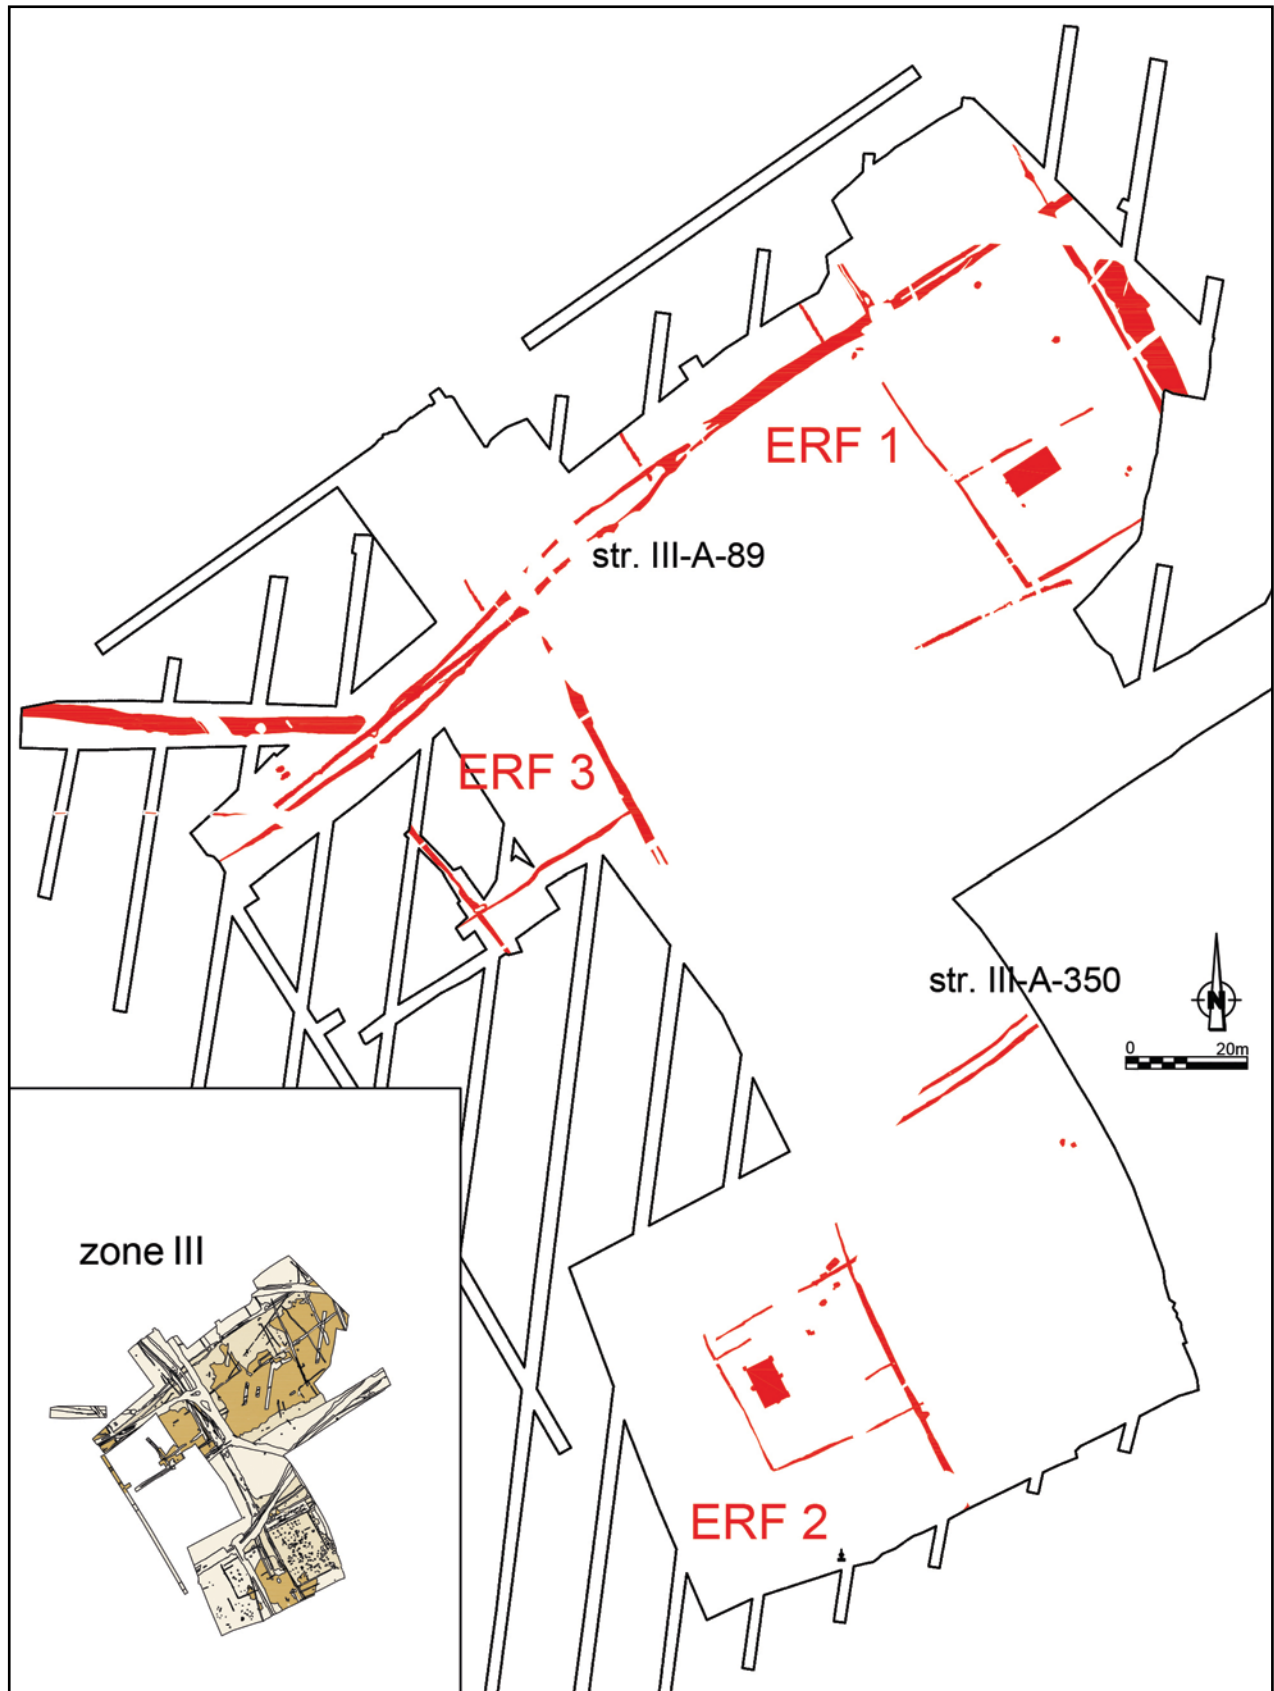 ERF 1
str. III-A-89
ERF 3
str. III-A-350
N
0 20m
zone III
ERF 2